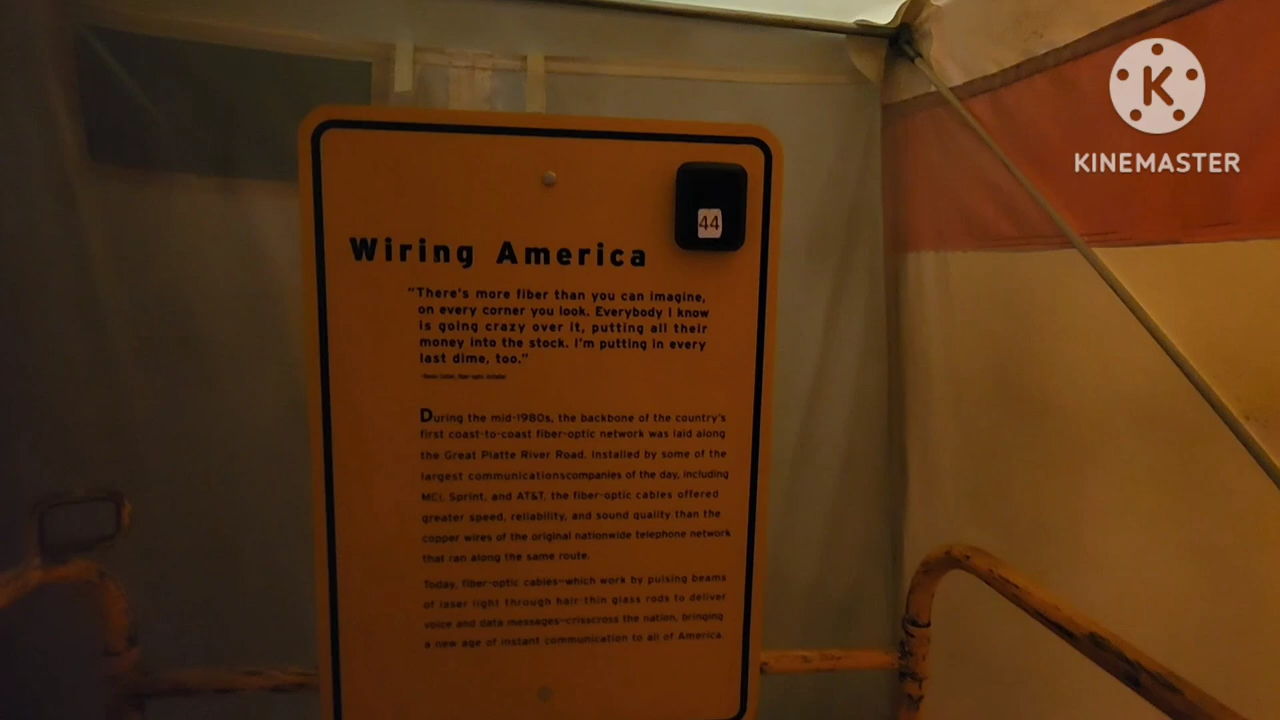 KINEMASTER
44
Wiring America
"There's more fiber than you can imagine,
on every corner you look. Everybody I know
is going crazy over it, putting all their
money into the stock. I'm putting in every
last dime, too."
During the mid-1980s, the backbone of the country's
first coast-to-coast fiber-optic network was laid along
the Great Platte River Road. Installed by some of the
largest communicationscompanies of the day, including
MCI, Sprint, and AT&T, the fiber-optic cables offered
greater speed, reliability, and sound quality than the
copper wires of the original nationwide telephone network
that ran along the same route.
Today, fiber-optic cables—which work by pulsing beams
of laser light through hair-thin glass rods to deliver
voice and data messages—crisscross the nation, bringing
a new age of instant communication to all of America.